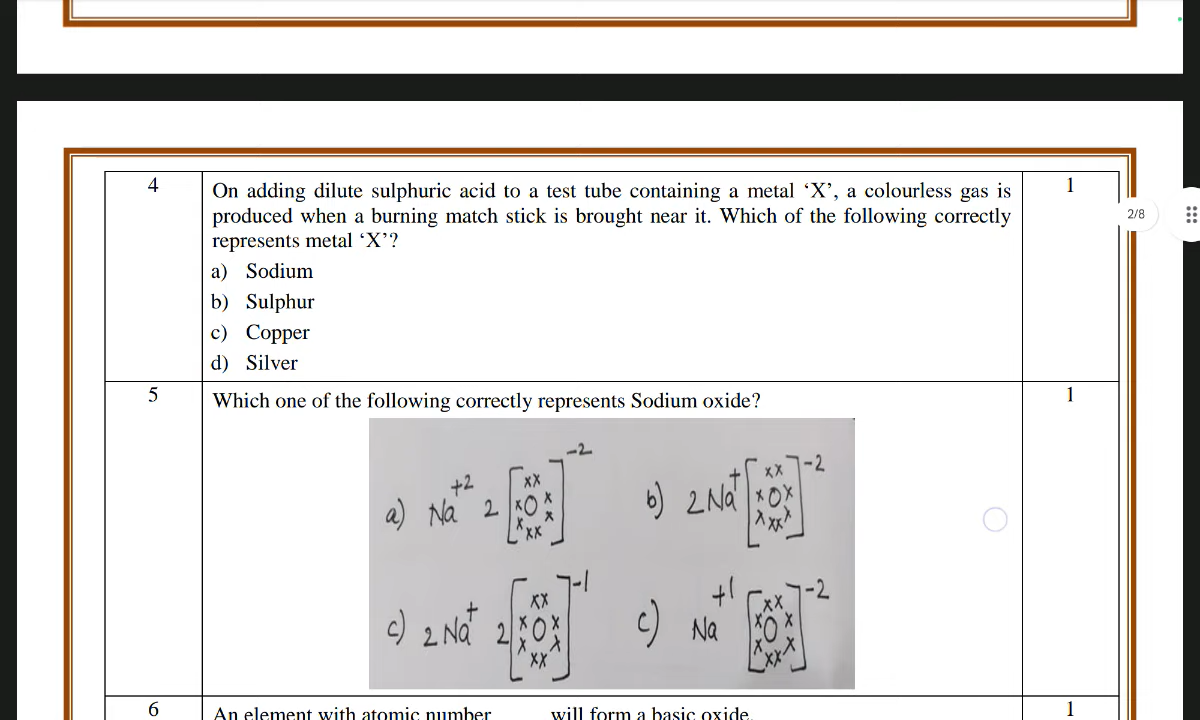 4
On adding dilute sulphuric acid to a test tube containing a metal ‘X’, a colourless gas is
1
produced when a burning match stick is brought near it. Which of the following correctly
represents metal ‘X’?
2/8
a) Sodium
b) Sulphur
c) Copper
d) Silver
5
Which one of the following correctly represents Sodium oxide?
1
a) Na+2 2 [O]-2
b) 2Na+ [O]-2
c) 2Na+ 2 [O]-1
c) Na+1 [O]-2
6
An element with atomic number ____ will form a basic oxide.
1